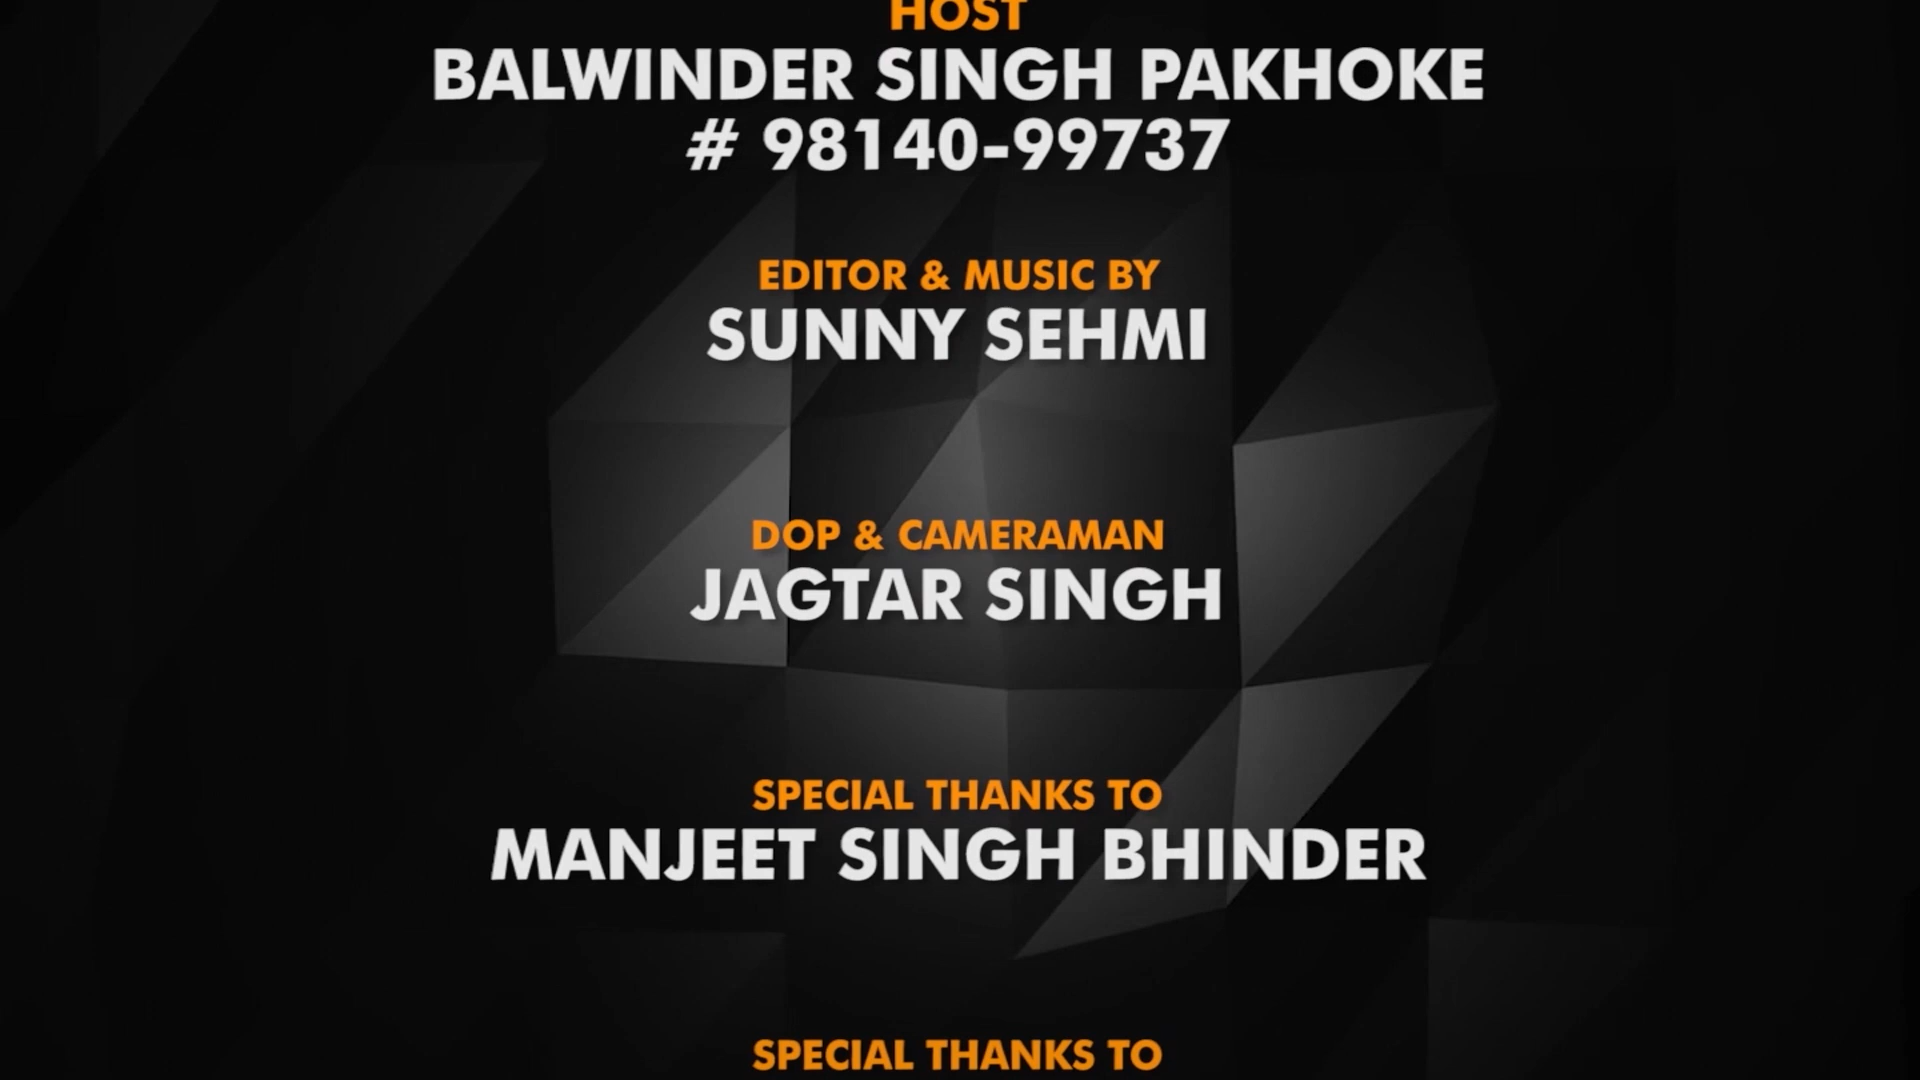 HOST
BALWINDER SINGH PAKHOKE
# 98140-99737
EDITOR & MUSIC BY
SUNNY SEHMI
DOP & CAMERAMAN
JAGTAR SINGH
SPECIAL THANKS TO
MANJEET SINGH BHINDER
SPECIAL THANKS TO